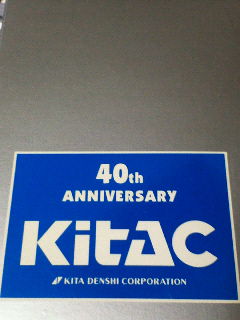 40th
ANNIVERSARY
KitAC
KITA DENSHI CORPORATION